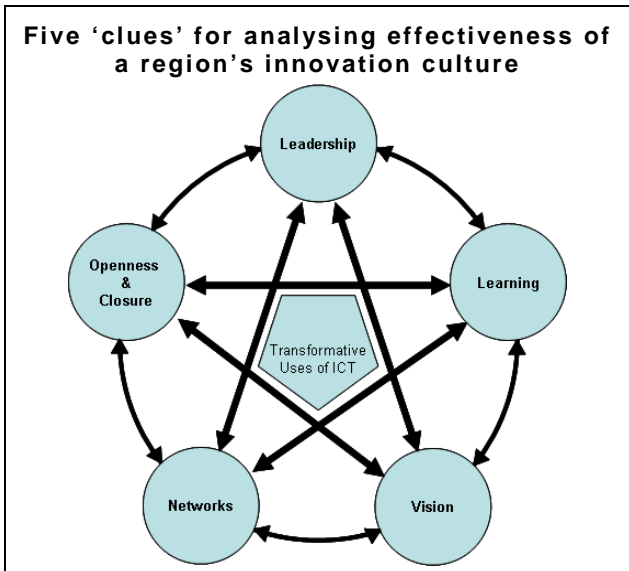 Five ‘clues’ for analysing effectiveness of
a region’s innovation culture
Leadership
Openness
&
Closure
Learning
Transformative
Uses of ICT
Networks
Vision